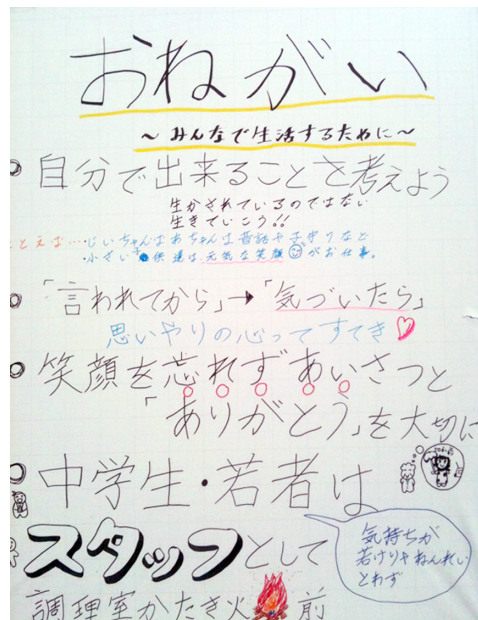 おねがい
～みんなで生活するために～
○自分で出来ることを考えよう
生かされているのではない
生きていこう!!
とえば…・じいちゃんばあちゃんは昔話や子守りなど
・小さい子供達は元気な笑顔がお仕事。
○「言われてから」→「気づいたら」
思いやりの心ってすてき♡
○笑顔を忘れず あいさつと
「ありがとう」を大切に
○中学生・若者は
スタッフとして
気持ちが
若けりゃねんれい
とわず
調理室かたき火前